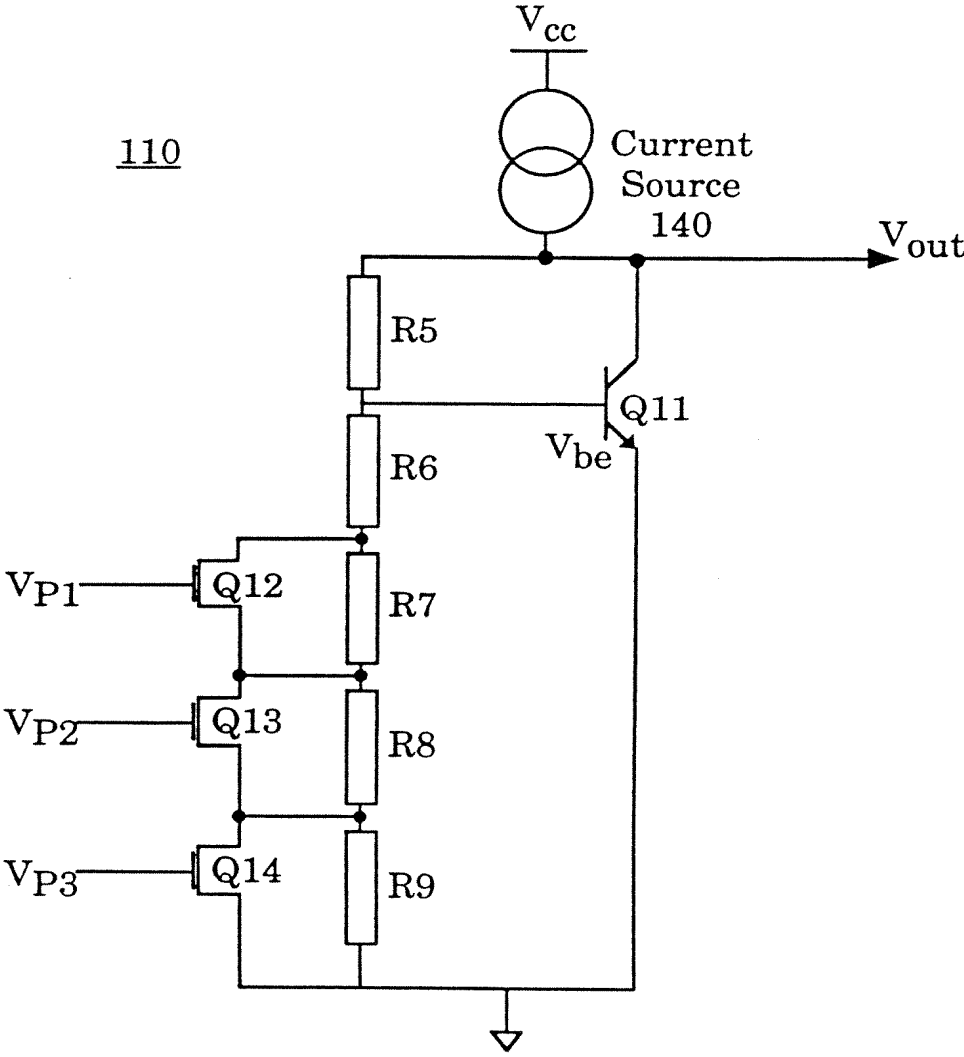 Vcc
110
Current
Source
140
Vout
R5
Q11
Vbe
R6
VP1
Q12
R7
VP2
Q13
R8
VP3
Q14
R9